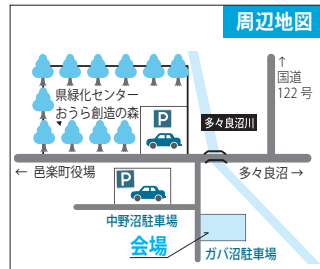 周辺地図
↑
国道
122号
県緑化センター
おうら創造の森
P
多々良沼川
← 邑楽町役場
多々良沼 →
P
中野沼駐車場
会場
ガバ沼駐車場